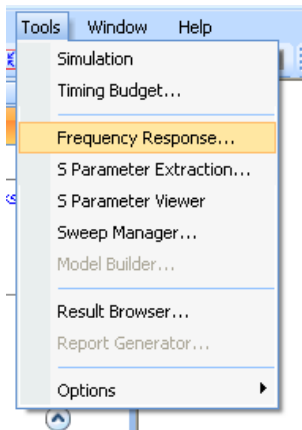 Tools Window Help
Simulation
Timing Budget...
Frequency Response...
S Parameter Extraction...
S Parameter Viewer
Sweep Manager...
Model Builder...
Result Browser...
Report Generator...
Options